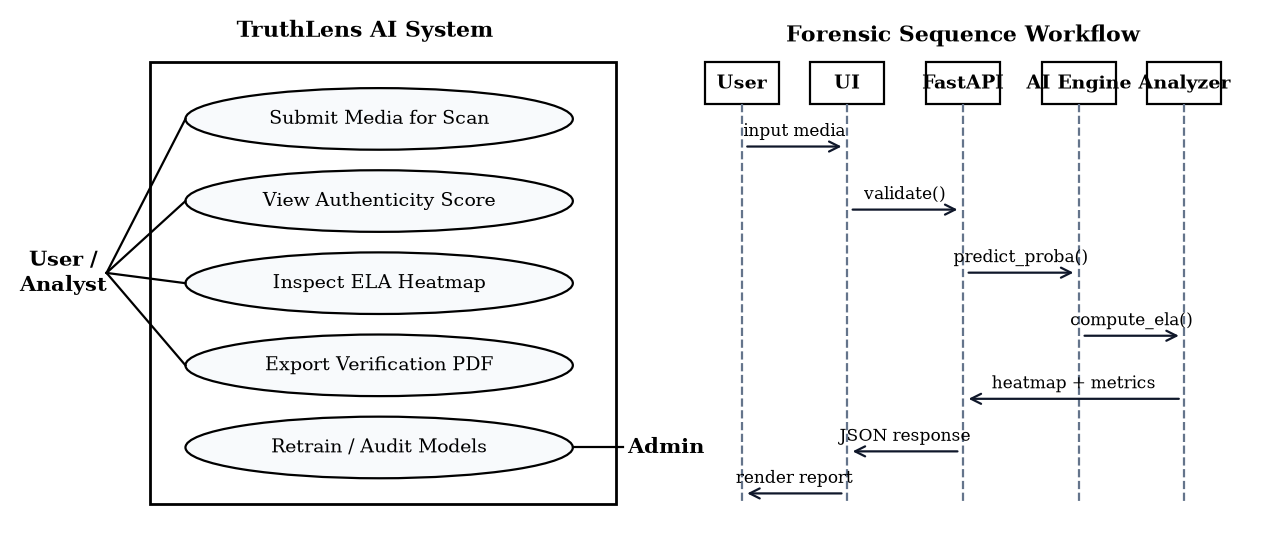 TruthLens AI System
Submit Media for Scan
View Authenticity Score
Inspect ELA Heatmap
Export Verification PDF
Retrain / Audit Models
User /
Analyst
Admin
Forensic Sequence Workflow
User
UI
FastAPI
AI Engine
Analyzer
input media
validate()
predict_proba()
compute_ela()
heatmap + metrics
JSON response
render report